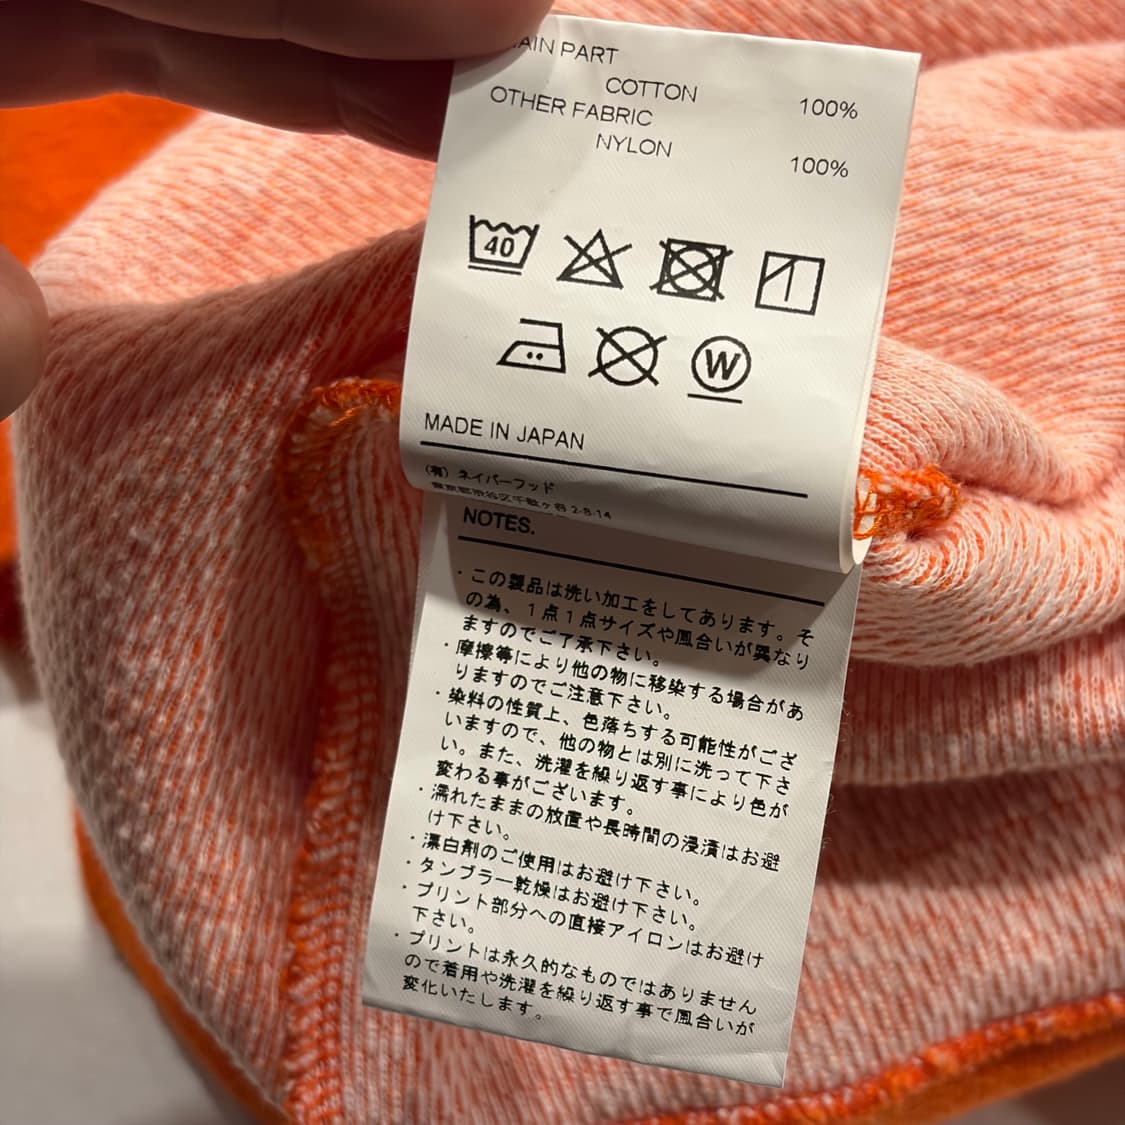 AIN PART
COTTON 100%
OTHER FABRIC
NYLON 100%
40
W
MADE IN JAPAN
(有) ネイバーフッド
東京都渋谷区千駄ヶ谷 2-8-14
NOTES.
・この製品は洗い加工をしてあります。そ
の為、1点1点サイズや風合いが異なり
ますのでご了承下さい。
・摩擦等により他の物に移染する場合があ
りますのでご注意下さい。
・染料の性質上、色落ちする可能性がござ
いますので、他の物とは別に洗って下さ
い。また、洗濯を繰り返す事により色が
変わる事がございます。
・濡れたままの放置や長時間の浸漬はお避
け下さい。
・漂白剤のご使用はお避け下さい。
・タンブラー乾燥はお避け下さい。
・プリント部分への直接アイロンはお避け
下さい。
・プリントは永久的なものではありません
ので着用や洗濯を繰り返す事で風合いが
変化いたします。